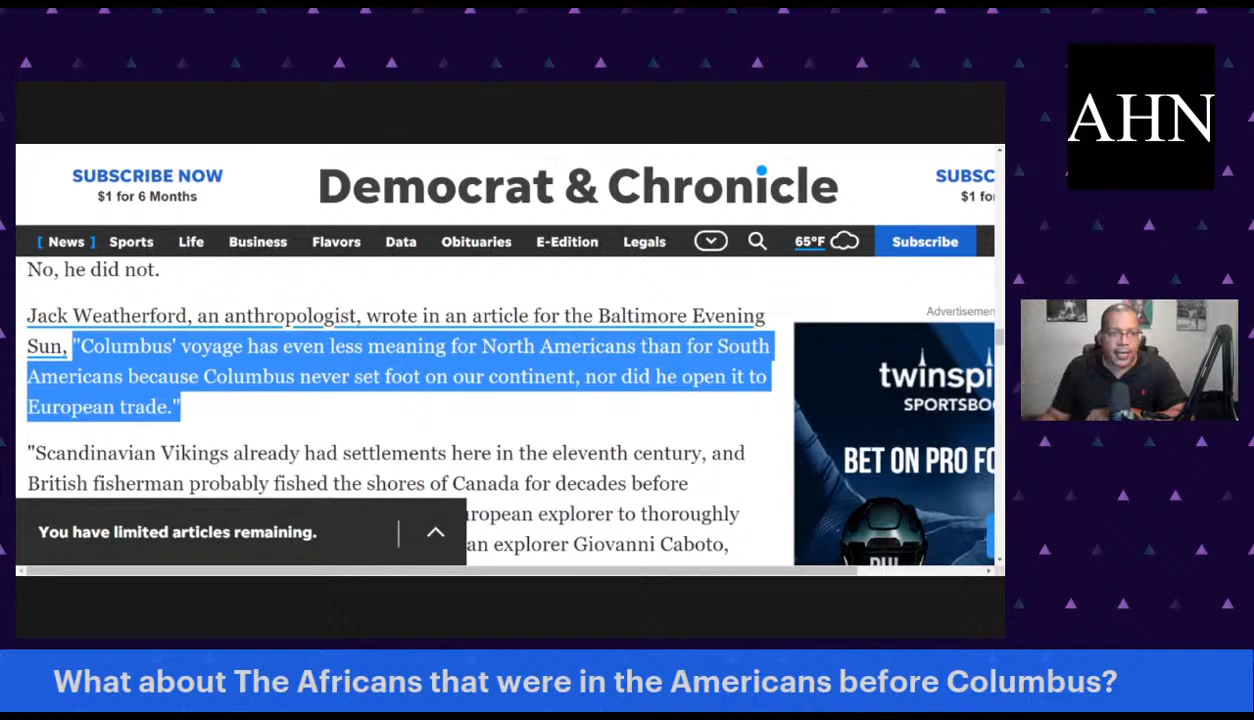 AHN
SUBSCRIBE NOW
$1 for 6 Months
Democrat & Chronicle
SUBSC
$1 fo
[ News ] Sports Life Business Flavors Data Obituaries E-Edition Legals 65°F Subscribe
No, he did not.
Jack Weatherford, an anthropologist, wrote in an article for the Baltimore Evening
Sun, "Columbus' voyage has even less meaning for North Americans than for South
Americans because Columbus never set foot on our continent, nor did he open it to
European trade."
"Scandinavian Vikings already had settlements here in the eleventh century, and
British fisherman probably fished the shores of Canada for decades before
uropean explorer to thoroughly
an explorer Giovanni Caboto,
You have limited articles remaining.
Advertisemen
twinspi
SPORTSBO
BET ON PRO FO
What about The Africans that were in the Americans before Columbus?